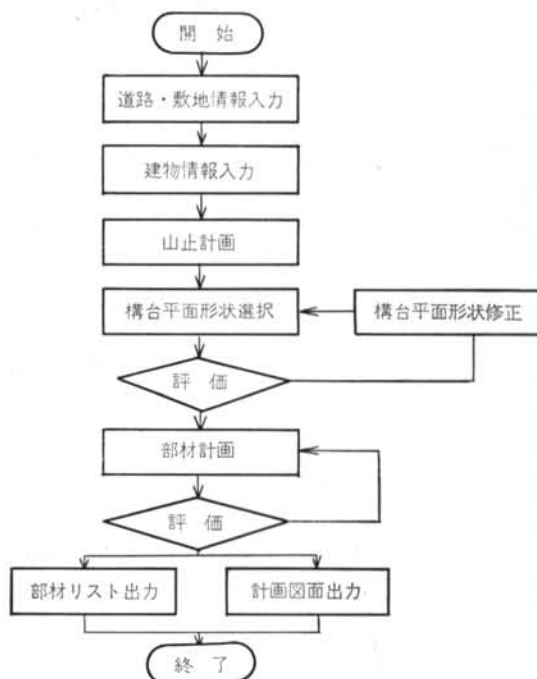 開始
道路・敷地情報入力
建物情報入力
山止計画
構台平面形状選択
構台平面形状修正
評価
部材計画
評価
部材リスト出力
計画図面出力
終了